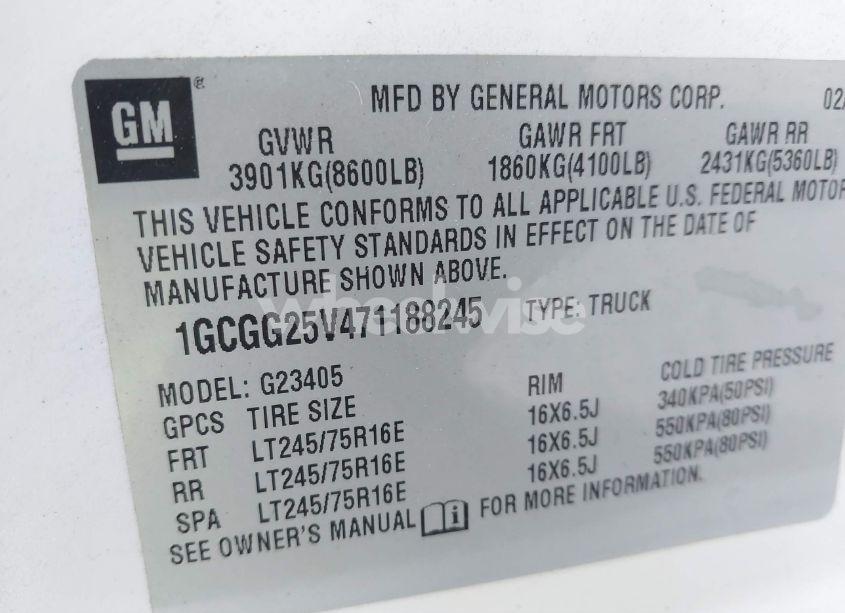 GM ®
MFD BY GENERAL MOTORS CORP. 02/
GVWR GAWR FRT GAWR RR
3901KG(8600LB) 1860KG(4100LB) 2431KG(5360LB)
THIS VEHICLE CONFORMS TO ALL APPLICABLE U.S. FEDERAL MOTOR
VEHICLE SAFETY STANDARDS IN EFFECT ON THE DATE OF
MANUFACTURE SHOWN ABOVE.
wheelwise
1GCGG25V471188245 TYPE: TRUCK
MODEL: G23405
GPCS TIRE SIZE RIM COLD TIRE PRESSURE
FRT LT245/75R16E 16X6.5J 340KPA(50PSI)
RR LT245/75R16E 16X6.5J 550KPA(80PSI)
SPA LT245/75R16E 16X6.5J 550KPA(80PSI)
SEE OWNER'S MANUAL i FOR MORE INFORMATION.